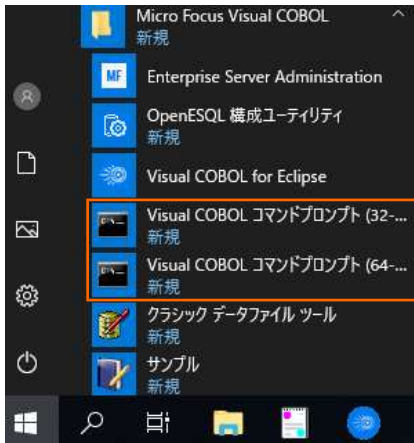 Micro Focus Visual COBOL
新規
MF
Enterprise Server Administration
OpenESQL 構成ユーティリティ
新規
Visual COBOL for Eclipse
Visual COBOL コマンドプロンプト (32-...
新規
Visual COBOL コマンドプロンプト (64-...
新規
クラシック データファイル ツール
新規
サンプル
新規